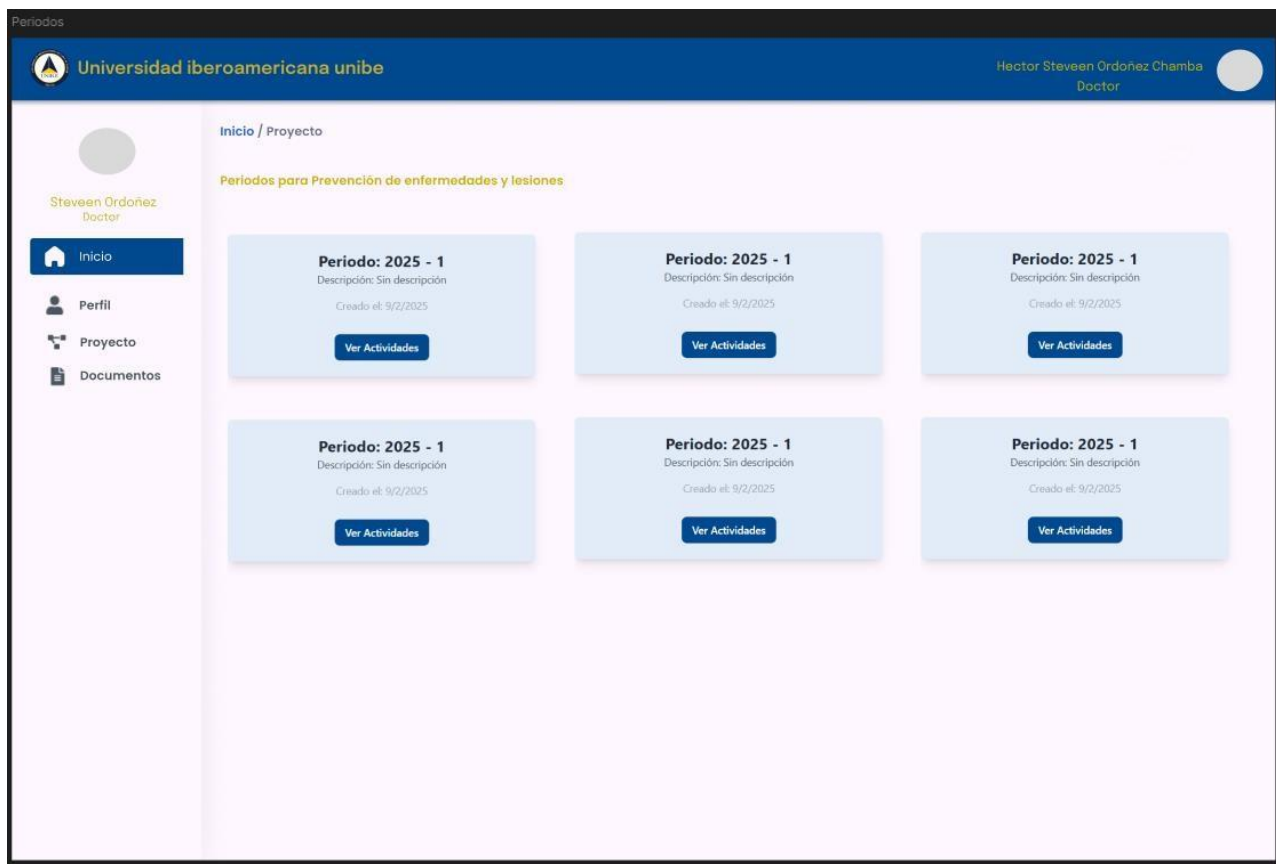 Periodos
Universidad iberoamericana unibe
Hector Steveen Ordoñez Chamba
Doctor
Steveen Ordoñez
Doctor
Inicio
Perfil
Proyecto
Documentos
Inicio / Proyecto
Periodos para Prevención de enfermedades y lesiones
Periodo: 2025 - 1
Descripción: Sin descripción
Creado el: 9/2/2025
Ver Actividades
Periodo: 2025 - 1
Descripción: Sin descripción
Creado el: 9/2/2025
Ver Actividades
Periodo: 2025 - 1
Descripción: Sin descripción
Creado el: 9/2/2025
Ver Actividades
Periodo: 2025 - 1
Descripción: Sin descripción
Creado el: 9/2/2025
Ver Actividades
Periodo: 2025 - 1
Descripción: Sin descripción
Creado el: 9/2/2025
Ver Actividades
Periodo: 2025 - 1
Descripción: Sin descripción
Creado el: 9/2/2025
Ver Actividades